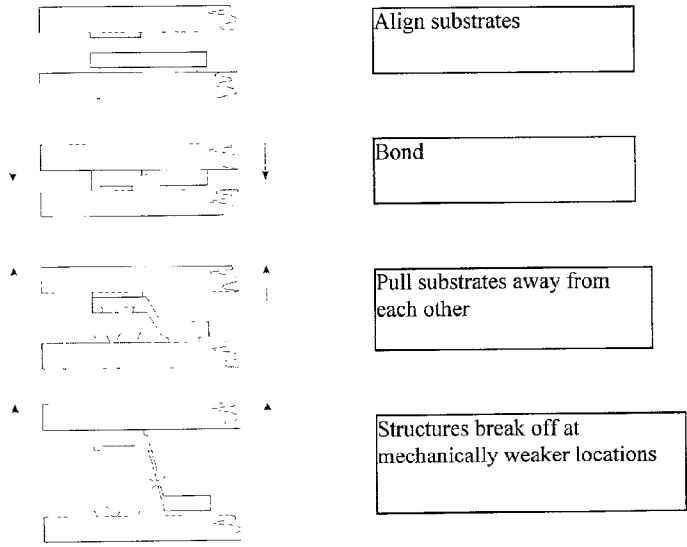 Align substrates
Bond
Pull substrates away from
each other
Structures break off at
mechanically weaker locations